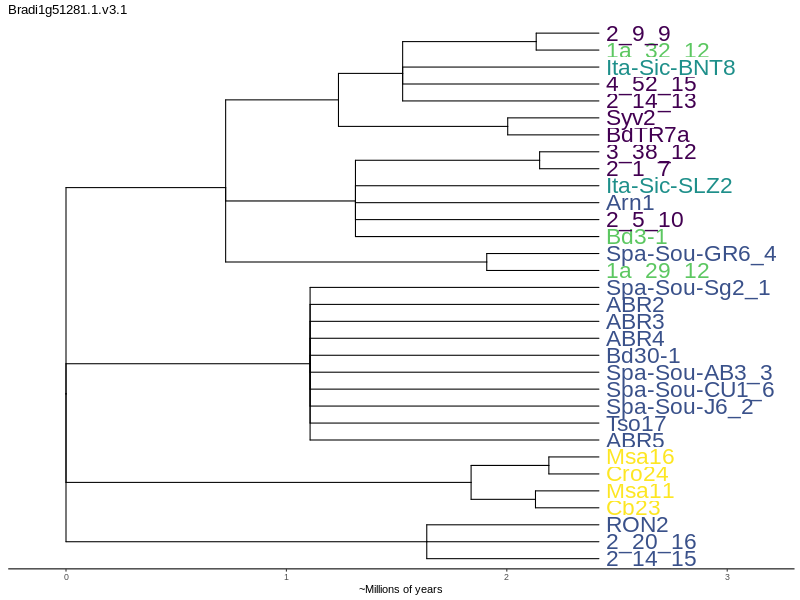 Bradi1g51281.1.v3.1
2_9_9
1a_32_12
Ita-Sic-BNT8
4_52_15
2_14_13
Syv2
BdTR7a
3_38_12
2_1_7
Ita-Sic-SLZ2
Arn1
2_5_10
Bd3-1
Spa-Sou-GR6_4
1a_29_12
Spa-Sou-Sg2_1
ABR2
ABR3
ABR4
Bd30-1
Spa-Sou-AB3_3
Spa-Sou-CU1_6
Spa-Sou-J6_2
Tso17
ABR5
Msa16
Cro24
Msa11
Cb23
RON2
2_20_16
2_14_15
0 1 2 3
~Millions of years